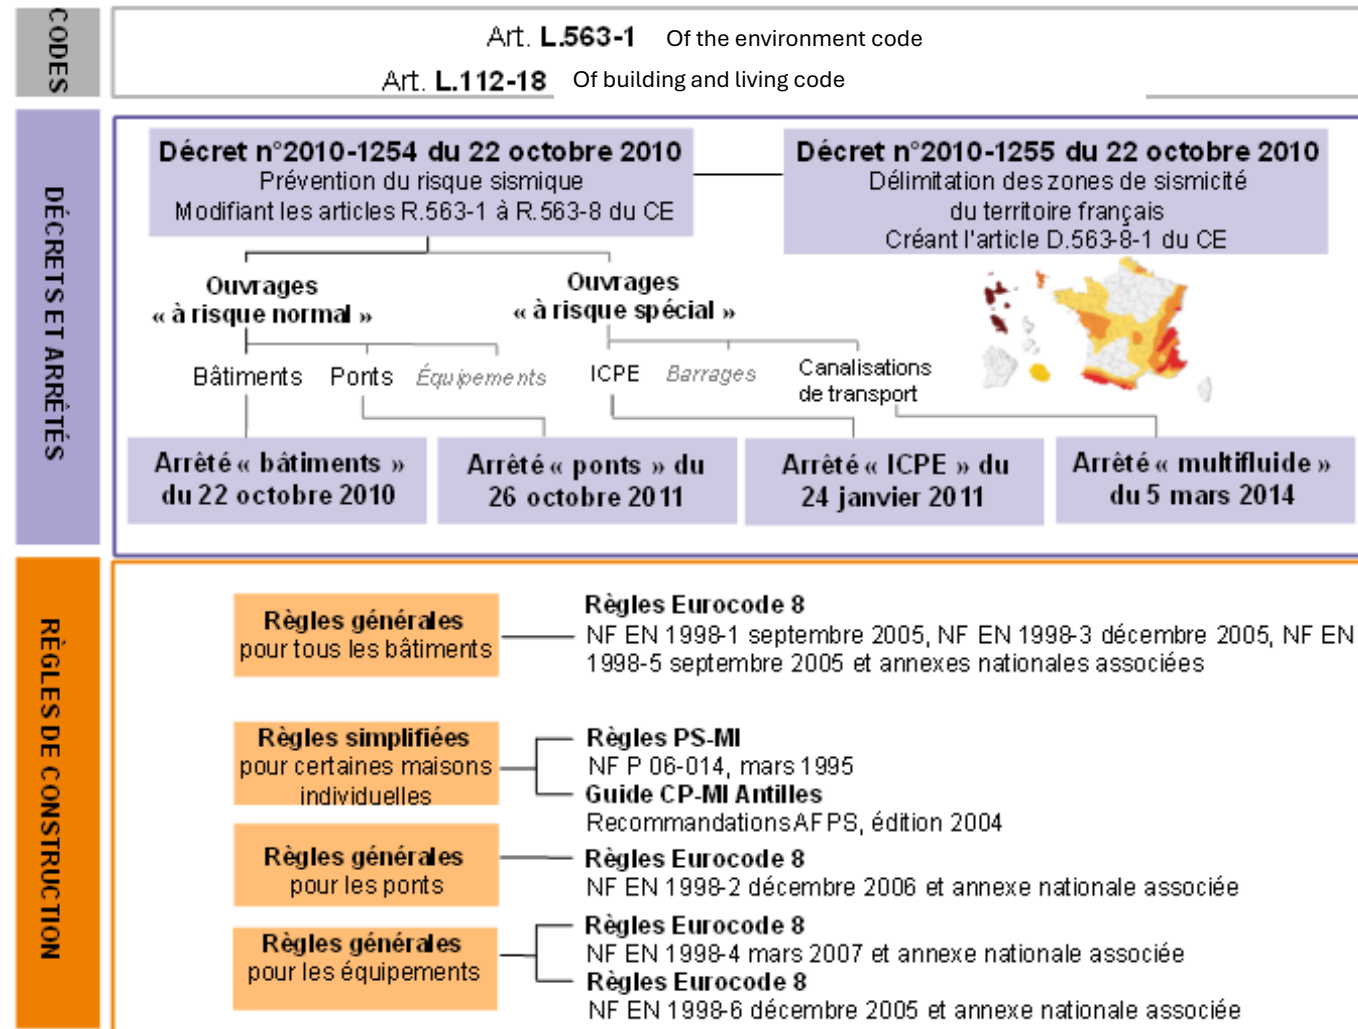 CODES
Art. L.563-1 Of the environment code
Art. L.112-18 Of building and living code
DÉCRETS ET ARRÊTÉS
Décret n°2010-1254 du 22 octobre 2010
Prévention du risque sismique
Modifiant les articles R.563-1 à R.563-8 du CE
Décret n°2010-1255 du 22 octobre 2010
Délimitation des zones de sismicité
du territoire français
Créant l'article D.563-8-1 du CE
Ouvrages
« à risque normal »
Ouvrages
« à risque spécial »
Bâtiments
Ponts
Équipements
ICPE
Barrages
Canalisations
de transport
Arrêté « bâtiments »
du 22 octobre 2010
Arrêté « ponts » du
26 octobre 2011
Arrêté « ICPE » du
24 janvier 2011
Arrêté « multifluide »
du 5 mars 2014
RÈGLES DE CONSTRUCTION
Règles générales
pour tous les bâtiments
Règles Eurocode 8
NF EN 1998-1 septembre 2005, NF EN 1998-3 décembre 2005, NF EN
1998-5 septembre 2005 et annexes nationales associées
Règles simplifiées
pour certaines maisons
individuelles
Règles PS-MI
NF P 06-014, mars 1995
Guide CP-MI Antilles
Recommandations AFPS, édition 2004
Règles générales
pour les ponts
Règles Eurocode 8
NF EN 1998-2 décembre 2006 et annexe nationale associée
Règles générales
pour les équipements
Règles Eurocode 8
NF EN 1998-4 mars 2007 et annexe nationale associée
Règles Eurocode 8
NF EN 1998-6 décembre 2005 et annexe nationale associée